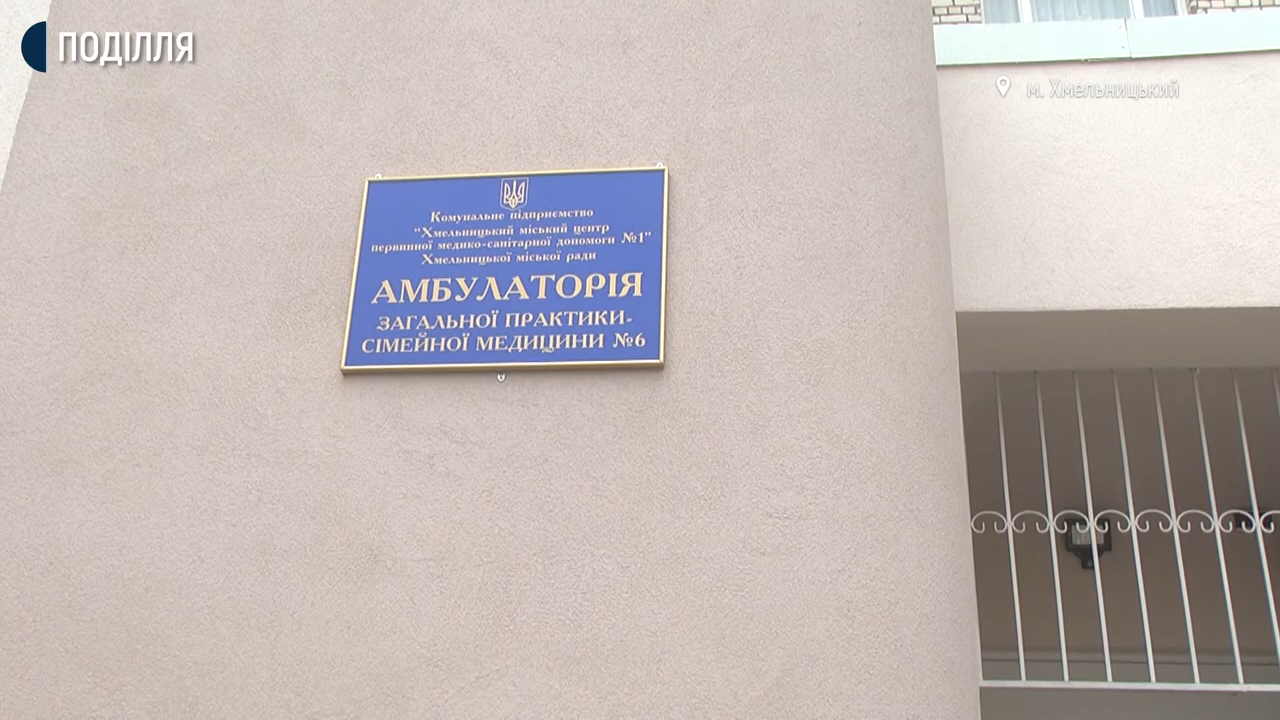 ПОДІЛЛЯ
м. Хмельницький
Комунальне підприємство
“Хмельницький міський центр
первинної медико-санітарної допомоги №1”
Хмельницької міської ради
АМБУЛАТОРІЯ
ЗАГАЛЬНОЇ ПРАКТИКИ-
СІМЕЙНОЇ МЕДИЦИНИ №6